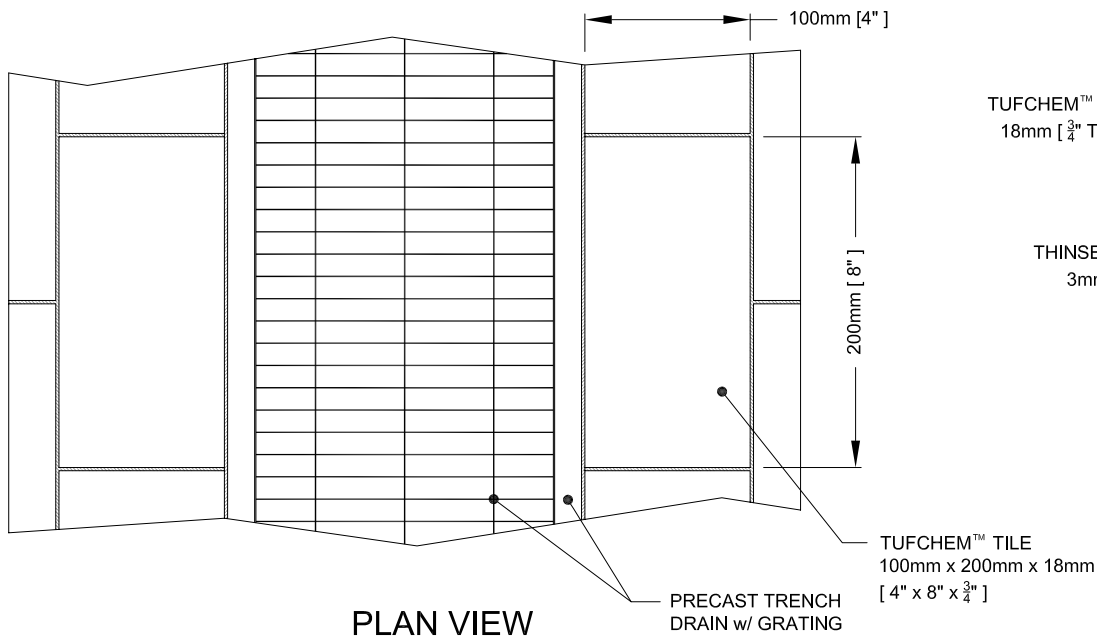 100mm [4"]
TUFCHEM™
18mm [ 3/4" T
THINSE
3mm
200mm [ 8" ]
TUFCHEM™ TILE
100mm x 200mm x 18mm
[ 4" x 8" x 3/4" ]
PRECAST TRENCH
DRAIN w/ GRATING
PLAN VIEW